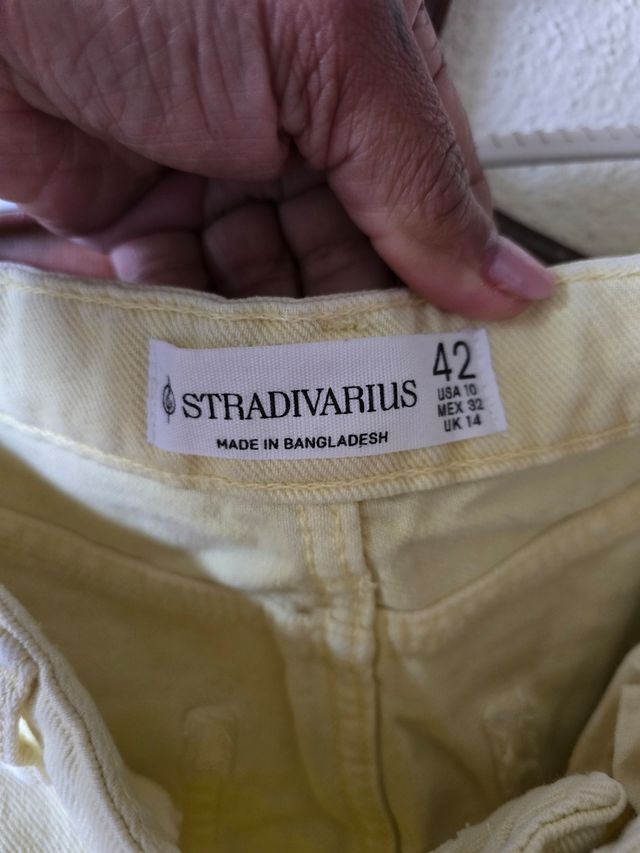 STRADIVARIUS
MADE IN BANGLADESH
42
USA 10
MEX 32
UK 14